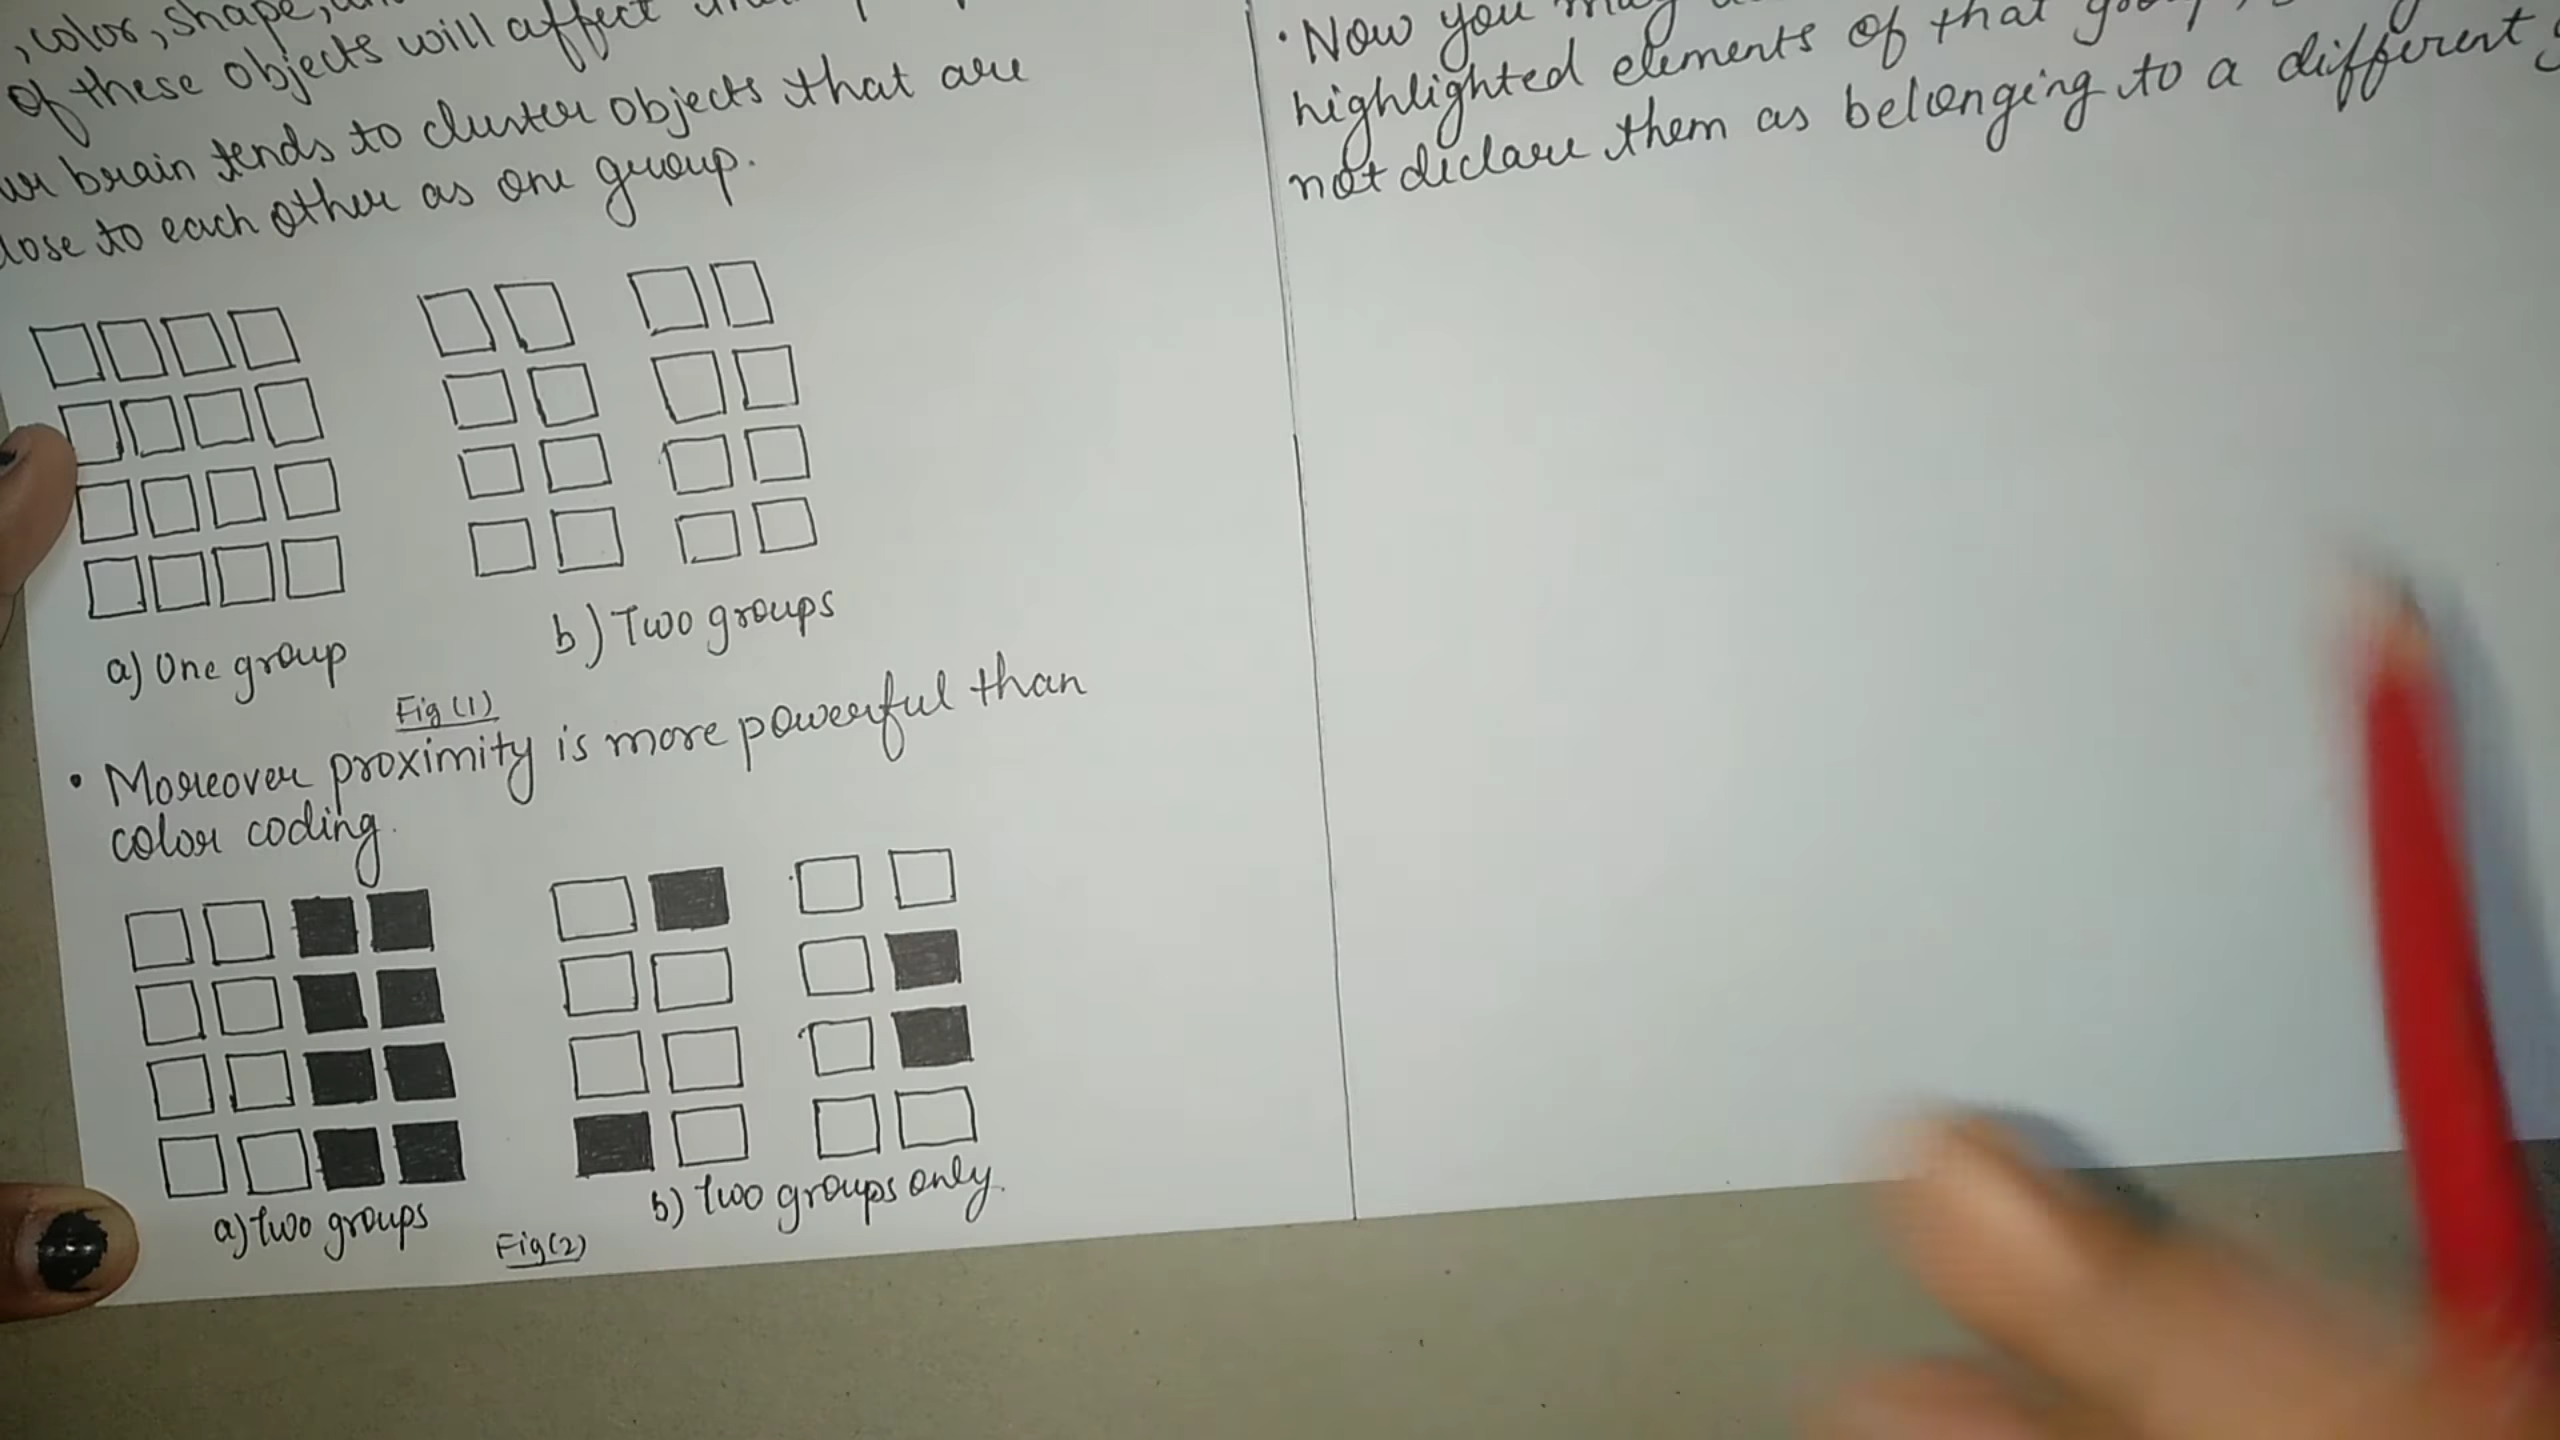 , color, shape,
of these objects will affect
brain tends to cluster objects that are
to each other as one group.
a) One group
b) Two groups
Fig (1)
• Moreover proximity is more powerful than
color coding.
a) Two groups
b) Two groups only.
Fig (2)
• Now you may
highlighted elements of that
not declare them as belonging to a different